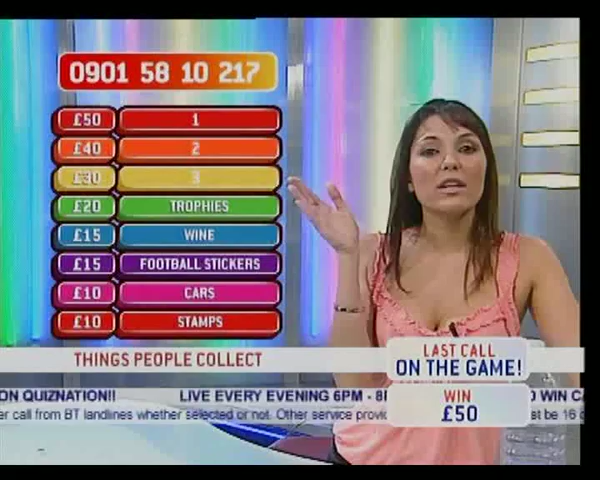 0901 58 10 217
£50 1
£40 2
£30 3
£20 TROPHIES
£15 WINE
£15 FOOTBALL STICKERS
£10 CARS
£10 STAMPS
THINGS PEOPLE COLLECT
LAST CALL
ON THE GAME!
ON QUIZNATION!! LIVE EVERY EVENING 6PM - 8 WIN
er call from BT landlines whether selected or not. Other service st be 16
WIN
£50